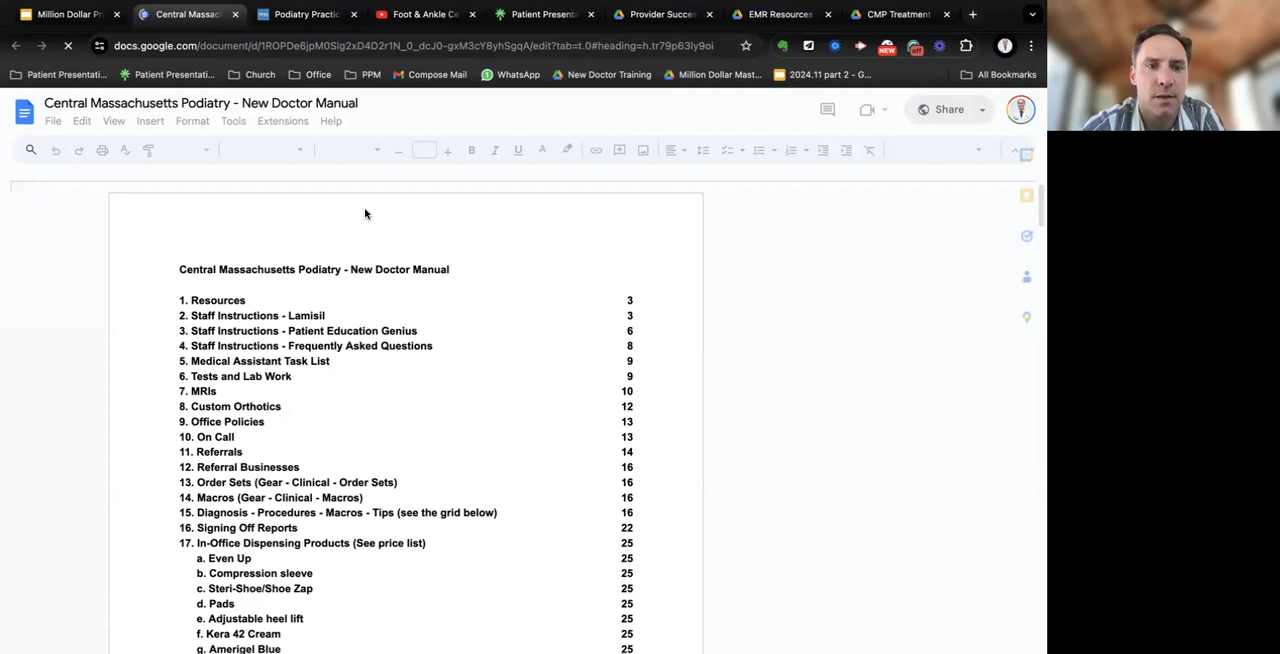 Million Dollar Pr
Central Massac
Podiatry Practic
Foot & Ankle Ce
Patient Presenta
Provider Succes
EMR Resources
CMP Treatment
docs.google.com/document/d/1ROPDe6jpM0Slg2xD4D2r1N_0_dcJ0-gxM3cY8yhSgqA/edit?tab=t.0#heading=h.tr79p63ly9oi
NEW
off
Patient Presentati...
Patient Presentati...
Church
Office
PPM
Compose Mail
WhatsApp
New Doctor Training
Million Dollar Mast...
2024.11 part 2 - G...
All Bookmarks
Central Massachusetts Podiatry - New Doctor Manual
File Edit View Insert Format Tools Extensions Help
Share
Central Massachusetts Podiatry - New Doctor Manual
1. Resources 3
2. Staff Instructions - Lamisil 3
3. Staff Instructions - Patient Education Genius 6
4. Staff Instructions - Frequently Asked Questions 8
5. Medical Assistant Task List 9
6. Tests and Lab Work 9
7. MRIs 10
8. Custom Orthotics 12
9. Office Policies 13
10. On Call 13
11. Referrals 14
12. Referral Businesses 16
13. Order Sets (Gear - Clinical - Order Sets) 16
14. Macros (Gear - Clinical - Macros) 16
15. Diagnosis - Procedures - Macros - Tips (see the grid below) 16
16. Signing Off Reports 22
17. In-Office Dispensing Products (See price list) 25
a. Even Up 25
b. Compression sleeve 25
c. Steri-Shoe/Shoe Zap 25
d. Pads 25
e. Adjustable heel lift 25
f. Kera 42 Cream 25
g. Amerigel Blue 25